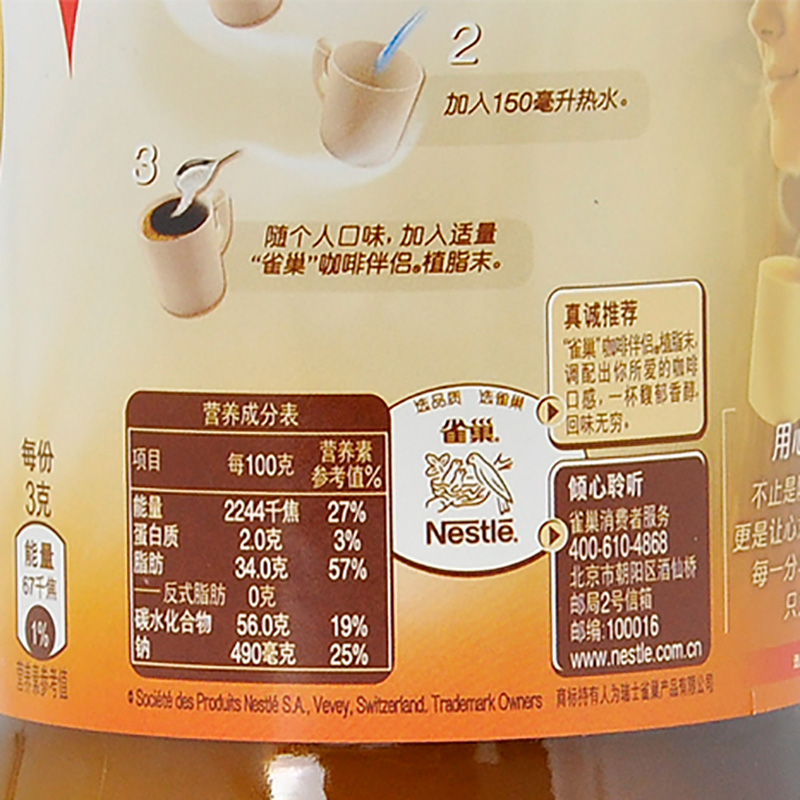 2
加入150毫升热水。
3
随个人口味，加入适量
“雀巢”咖啡伴侣®植脂末。
真诚推荐
“雀巢”咖啡伴侣®植脂末，
调配出你所爱的咖啡
口感，一杯馥郁香醇，
回味无穷。
选品质 选雀巢
雀巢®
Nestlé®
倾心聆听
雀巢消费者服务
400-610-4868
北京市朝阳区酒仙桥
邮局2号信箱
邮编:100016
www.nestle.com.cn
营养成分表
项目 每100克 营养素参考值%
能量 2244千焦 27%
蛋白质 2.0克 3%
脂肪 34.0克 57%
——反式脂肪 0克
碳水化合物 56.0克 19%
钠 490毫克 25%
每份
3克
能量
67千焦
1%
营养素参考值
用心
不止是
更是让心
每一分
只
® Société des Produits Nestlé S.A., Vevey, Switzerland. Trademark Owners 商标持有人为瑞士雀巢产品有限公司